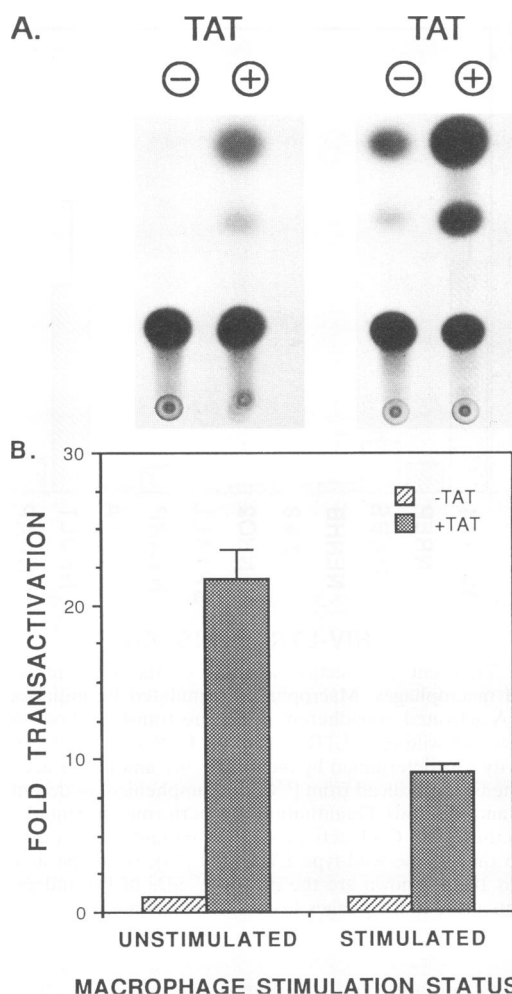 A.
TAT TAT
− + − +
B.
30
20
10
0
FOLD TRANSACTIVATION
-TAT
+TAT
UNSTIMULATED STIMULATED
MACROPHAGE STIMULATION STATUS